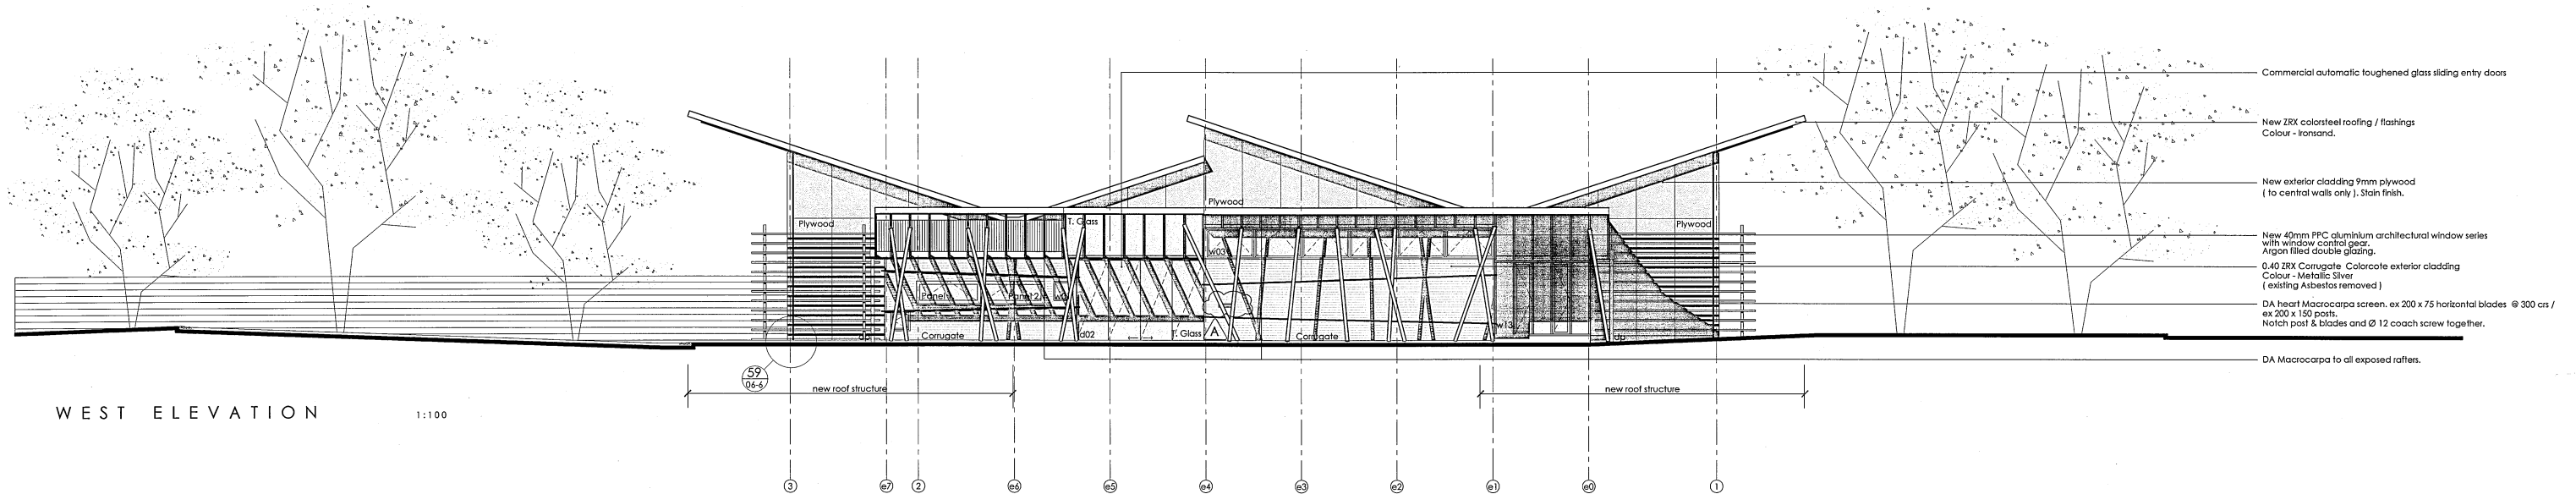 Commercial automatic toughened glass sliding entry doors
New ZRX colorsteel roofing / flashings
Colour - Ironsand.
New exterior cladding 9mm plywood
( to central walls only ). Stain finish.
Plywood
Plywood
T. Glass
Plywood
New 40mm PPC aluminium architectural window series
with window control gear.
Argon filled double glazing.
w03
0.40 ZRX Corrugate Colorcote exterior cladding
Colour - Metallic Silver
( existing Asbestos removed )
Panel
Panel 2
DA heart Macrocarpa screen. ex 200 x 75 horizontal blades @ 300 crs /
ex 200 x 150 posts.
Notch post & blades and Ø 12 coach screw together.
w13
dp
Corrugate
d02
T. Glass
A
Corrugate
dp
DA Macrocarpa to all exposed rafters.
59
06-6
new roof structure
new roof structure
WEST ELEVATION
1:100
3
e7
2
e6
e5
e4
e3
e2
e1
e0
1